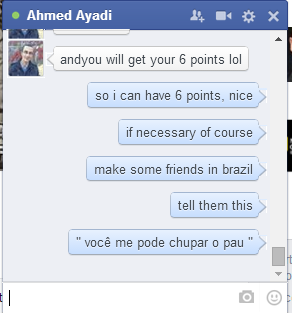 Ahmed Ayadi
andyou will get your 6 points lol
so i can have 6 points, nice
if necessary of course
make some friends in brazil
tell them this
" você me pode chupar o pau "